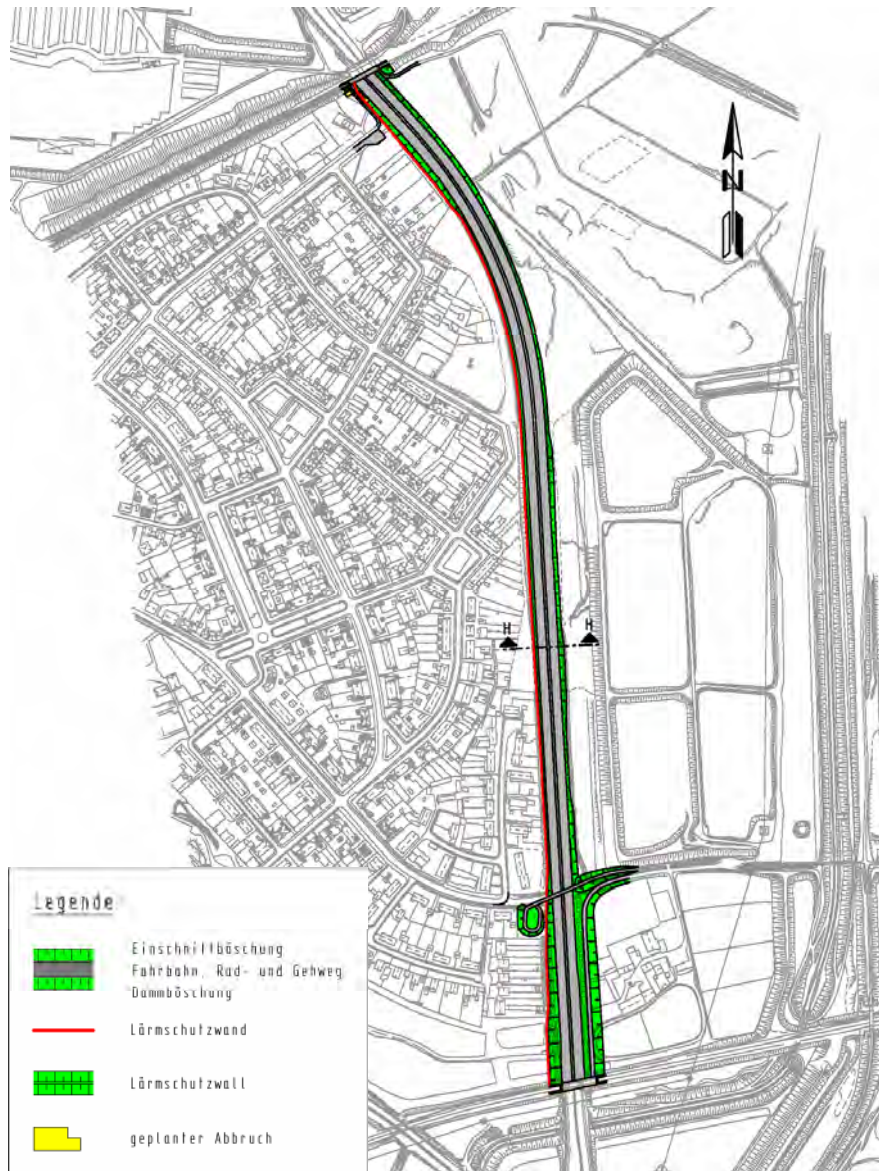 N
H
H
Legende
Einschnittböschung
Fahrbahn, Rad- und Gehweg
Dammböschung
Lärmschutzwand
Lärmschutzwall
geplanter Abbruch